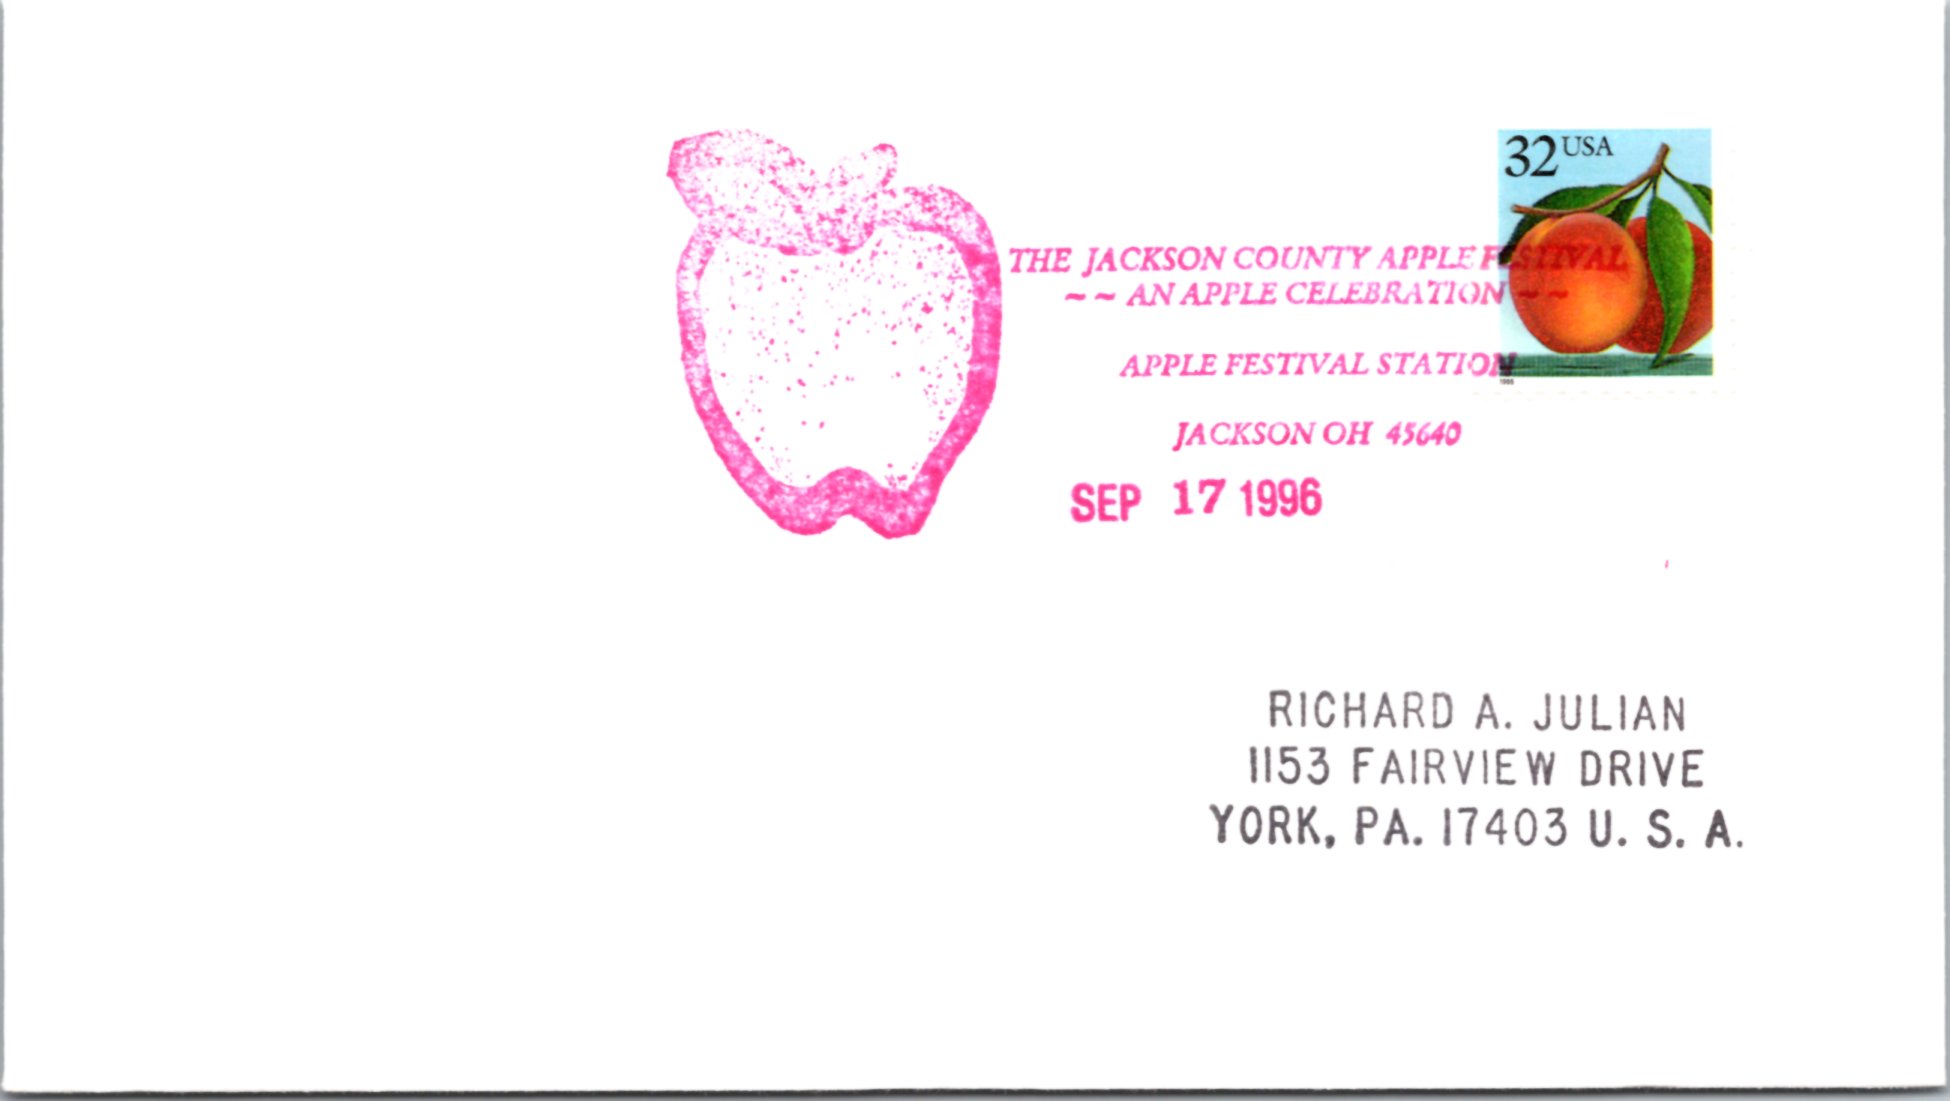 32 USA
THE JACKSON COUNTY APPLE FESTIVAL
~~ AN APPLE CELEBRATION ~~
APPLE FESTIVAL STATION
1995
JACKSON OH 45640
SEP 17 1996
RICHARD A. JULIAN
1153 FAIRVIEW DRIVE
YORK, PA. 17403 U. S. A.